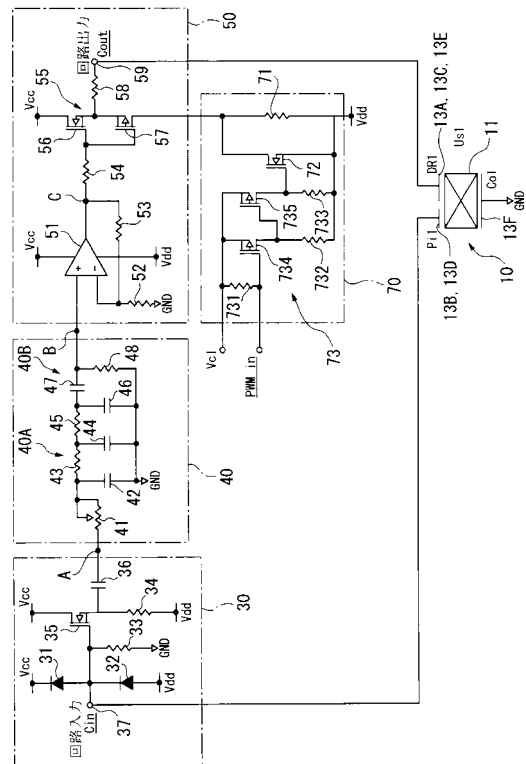 30
回路入力
Cin
37
Vcc
31
32
Vdd
33
GND
35
Vcc
34
Vdd
36
A
40
40A
40B
41
42
43
44
45
46
47
48
GND
B
50
51
Vcc
Vdd
52
GND
53
C
54
55
Vcc
56
57
58
回路出力
Cout
59
70
Vcl
PWM in
731
73
734
735
732
733
72
71
Vdd
10
Pi1
DR1
13A, 13C, 13E
13B, 13D
Us1
11
Co1
13F
GND